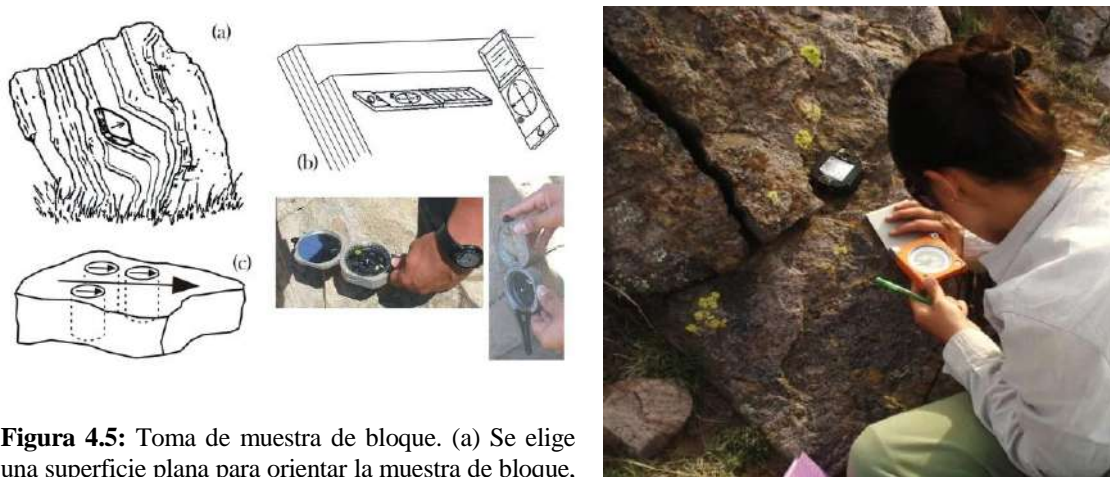 (a)
(b)
(c)
Figura 4.5: Toma de muestra de bloque. (a) Se elige
una superficie plana para orientar la muestra de bloque,